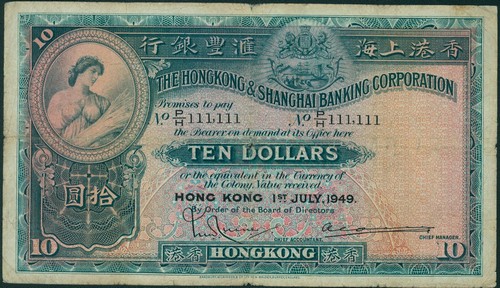 10
行銀豐滙 海上港香
THE HONGKONG & SHANGHAI BANKING CORPORATION
Promises to pay
No P/H 111,111 No P/H 111,111
the Bearer on demand at its Office here
TEN DOLLARS
or the equivalent in the Currency of
the Colony, Value received.
圓拾
HONG KONG 1ST JULY, 1949.
By Order of the Board of Directors
CHIEF ACCOUNTANT. CHIEF MANAGER.
10 港香 HONGKONG 港香 10